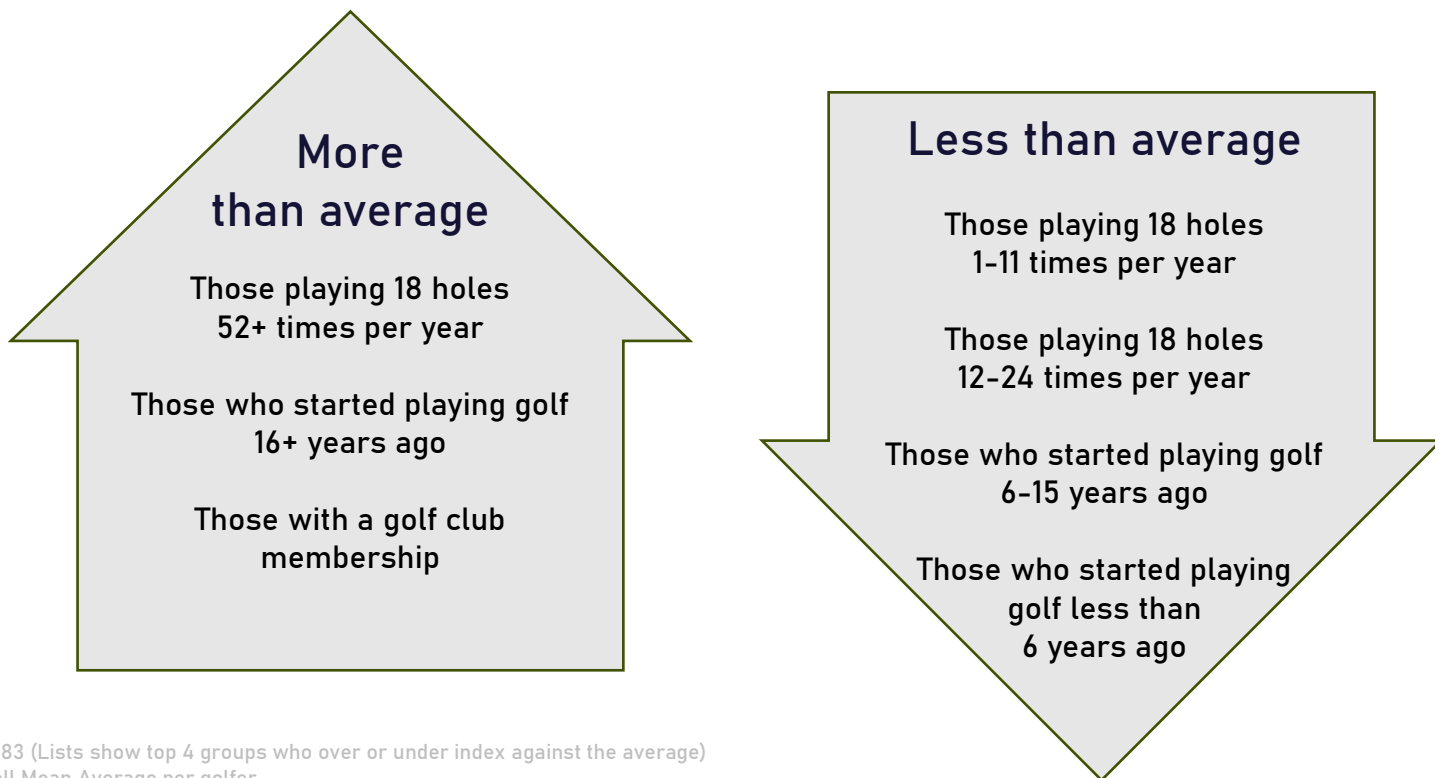 More
than average
Those playing 18 holes
52+ times per year
Those who started playing golf
16+ years ago
Those with a golf club
membership
Less than average
Those playing 18 holes
1-11 times per year
Those playing 18 holes
12-24 times per year
Those who started playing golf
6-15 years ago
Those who started playing
golf less than
6 years ago
83 (Lists show top 4 groups who over or under index against the average)
Mean Average per golfer